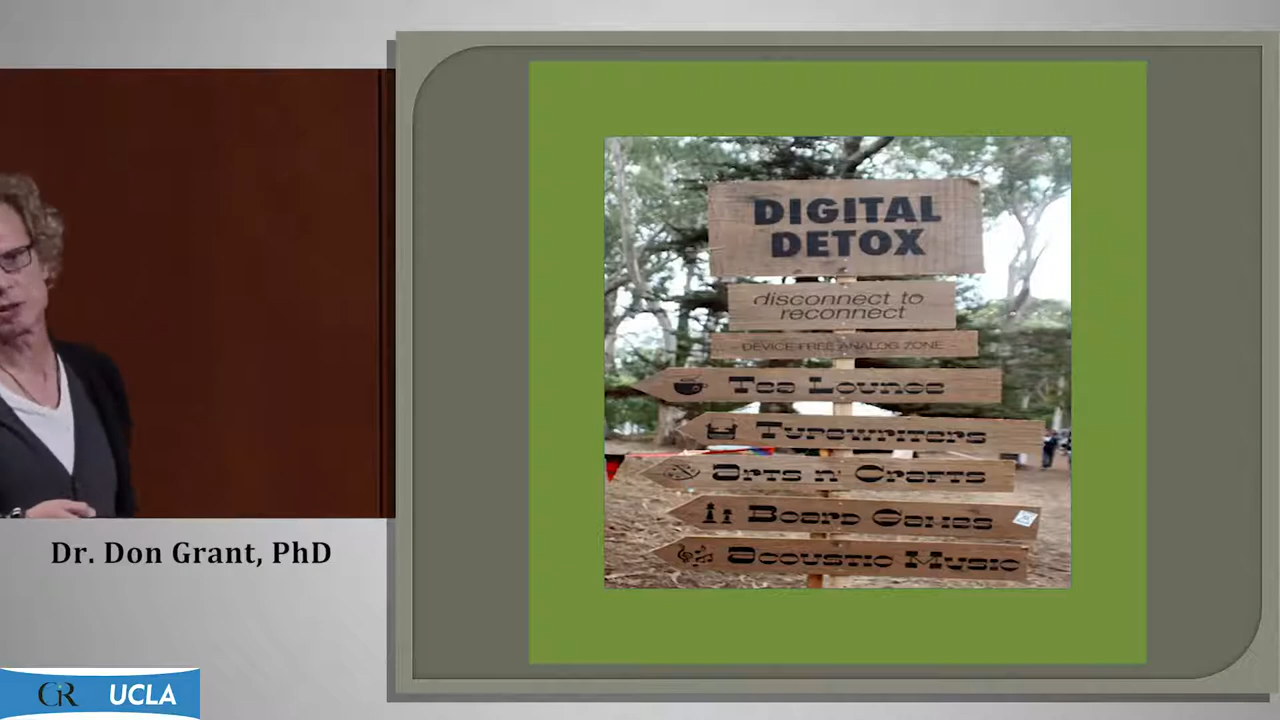 DIGITAL
DETOX
disconnect to
reconnect
DEVICE FREE ANALOG ZONE
Tea Lounge
Typewriters
Arts n' Crafts
Board Games
Acoustic Music
Dr. Don Grant, PhD
CiR UCLA